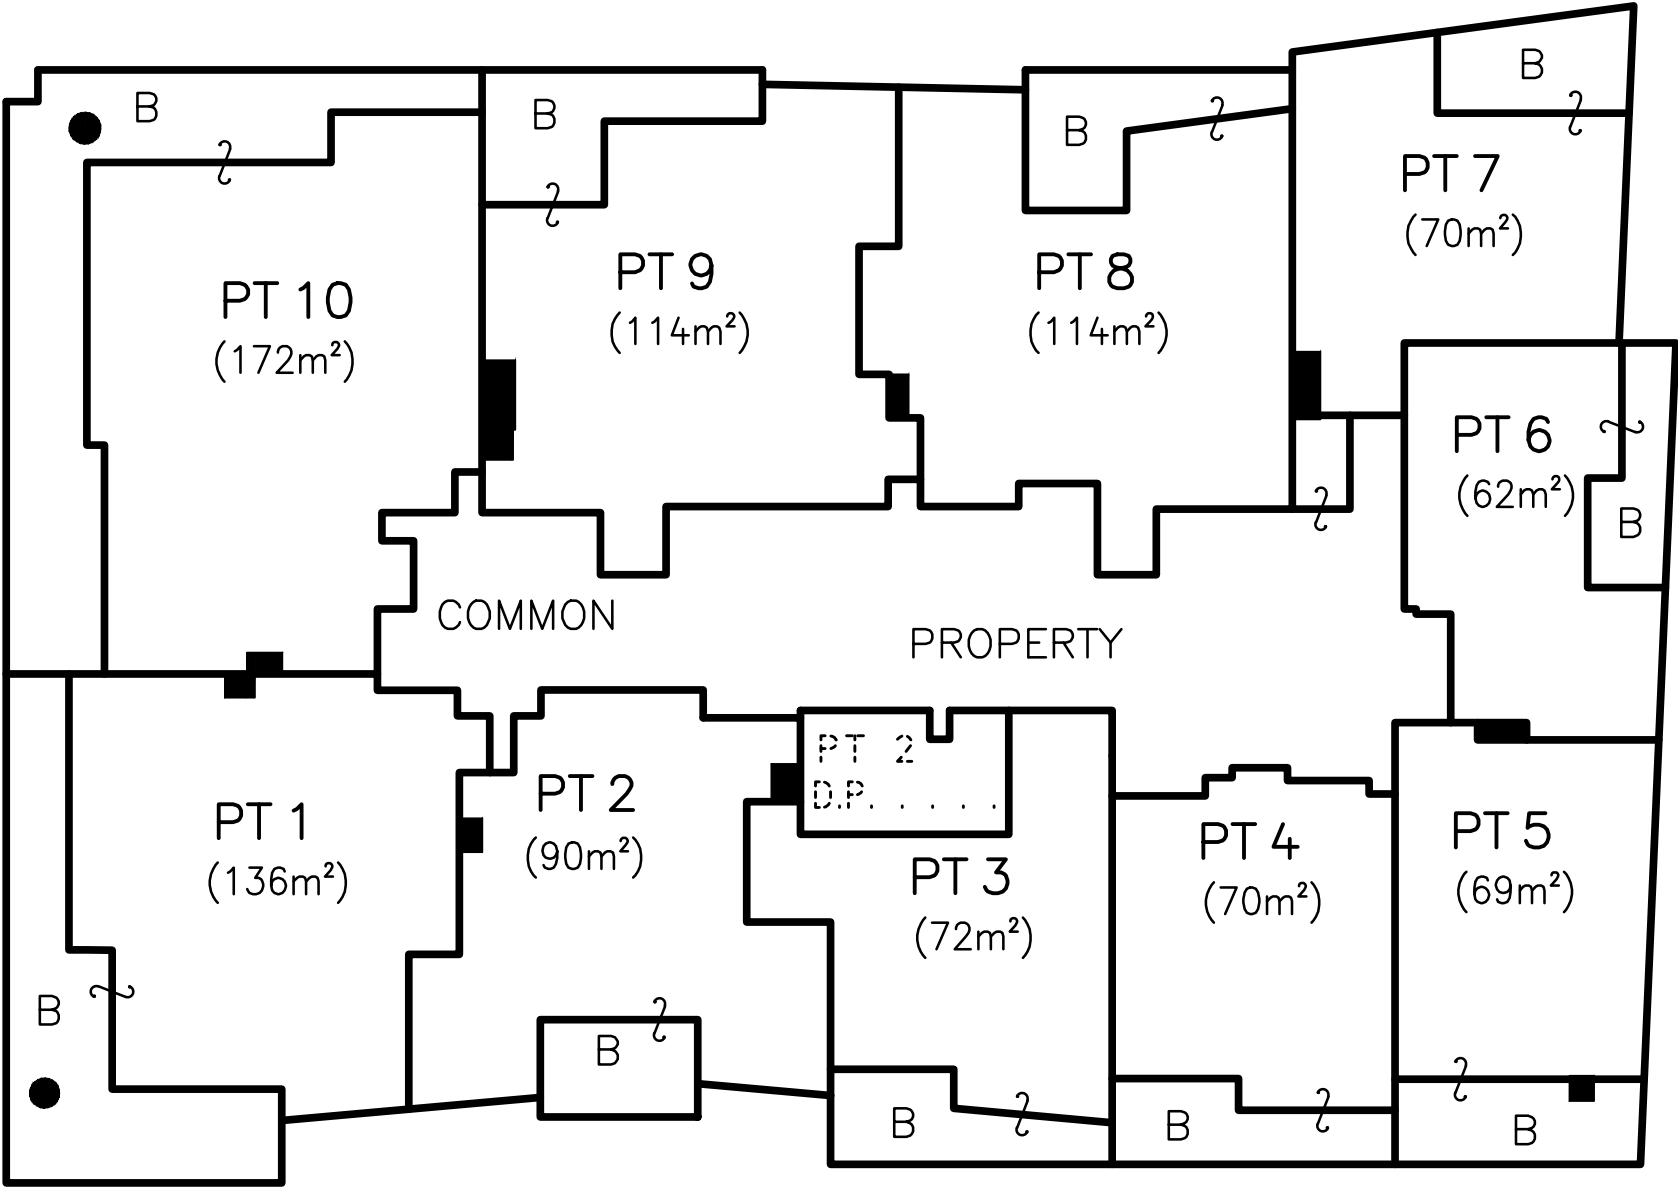 B
B
B
B
PT 7
(70m²)
PT 10
(172m²)
PT 9
(114m²)
PT 8
(114m²)
PT 6
(62m²)
B
COMMON
PROPERTY
PT 2
D.P. . . . .
PT 1
(136m²)
PT 2
(90m²)
PT 3
(72m²)
PT 4
(70m²)
PT 5
(69m²)
B
B
B
B
B